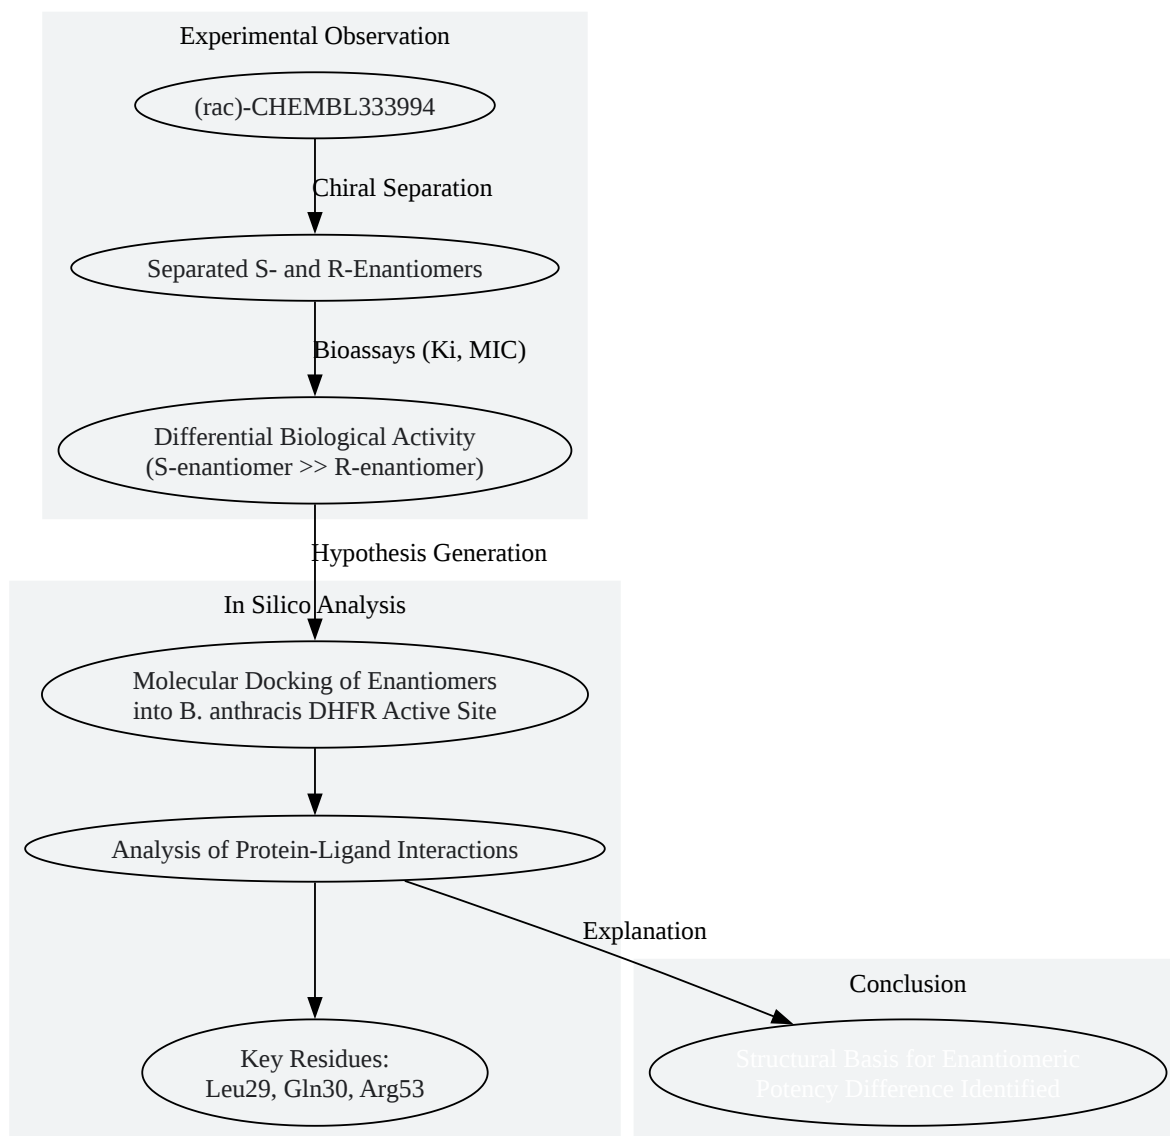 Experimental Observation
(rac)-CHEMBL333994
Chiral Separation
Separated S- and R-Enantiomers
Bioassays (Ki, MIC)
Differential Biological Activity
(S-enantiomer >> R-enantiomer)
Hypothesis Generation
In Silico Analysis
Molecular Docking of Enantiomers
into B. anthracis DHFR Active Site
Analysis of Protein-Ligand Interactions
Explanation
Conclusion
Key Residues:
Leu29, Gln30, Arg53
Structural Basis for Enantiomeric
Potency Difference Identified